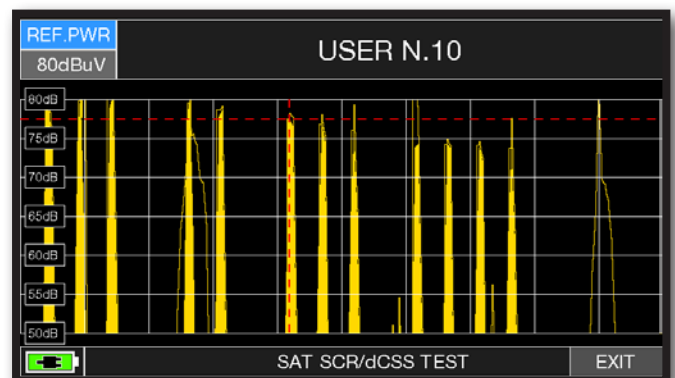 REF.PWR
80dBuV
USER N.10
80dB
75dB
70dB
65dB
60dB
55dB
50dB
SAT SCR/dCSS TEST
EXIT